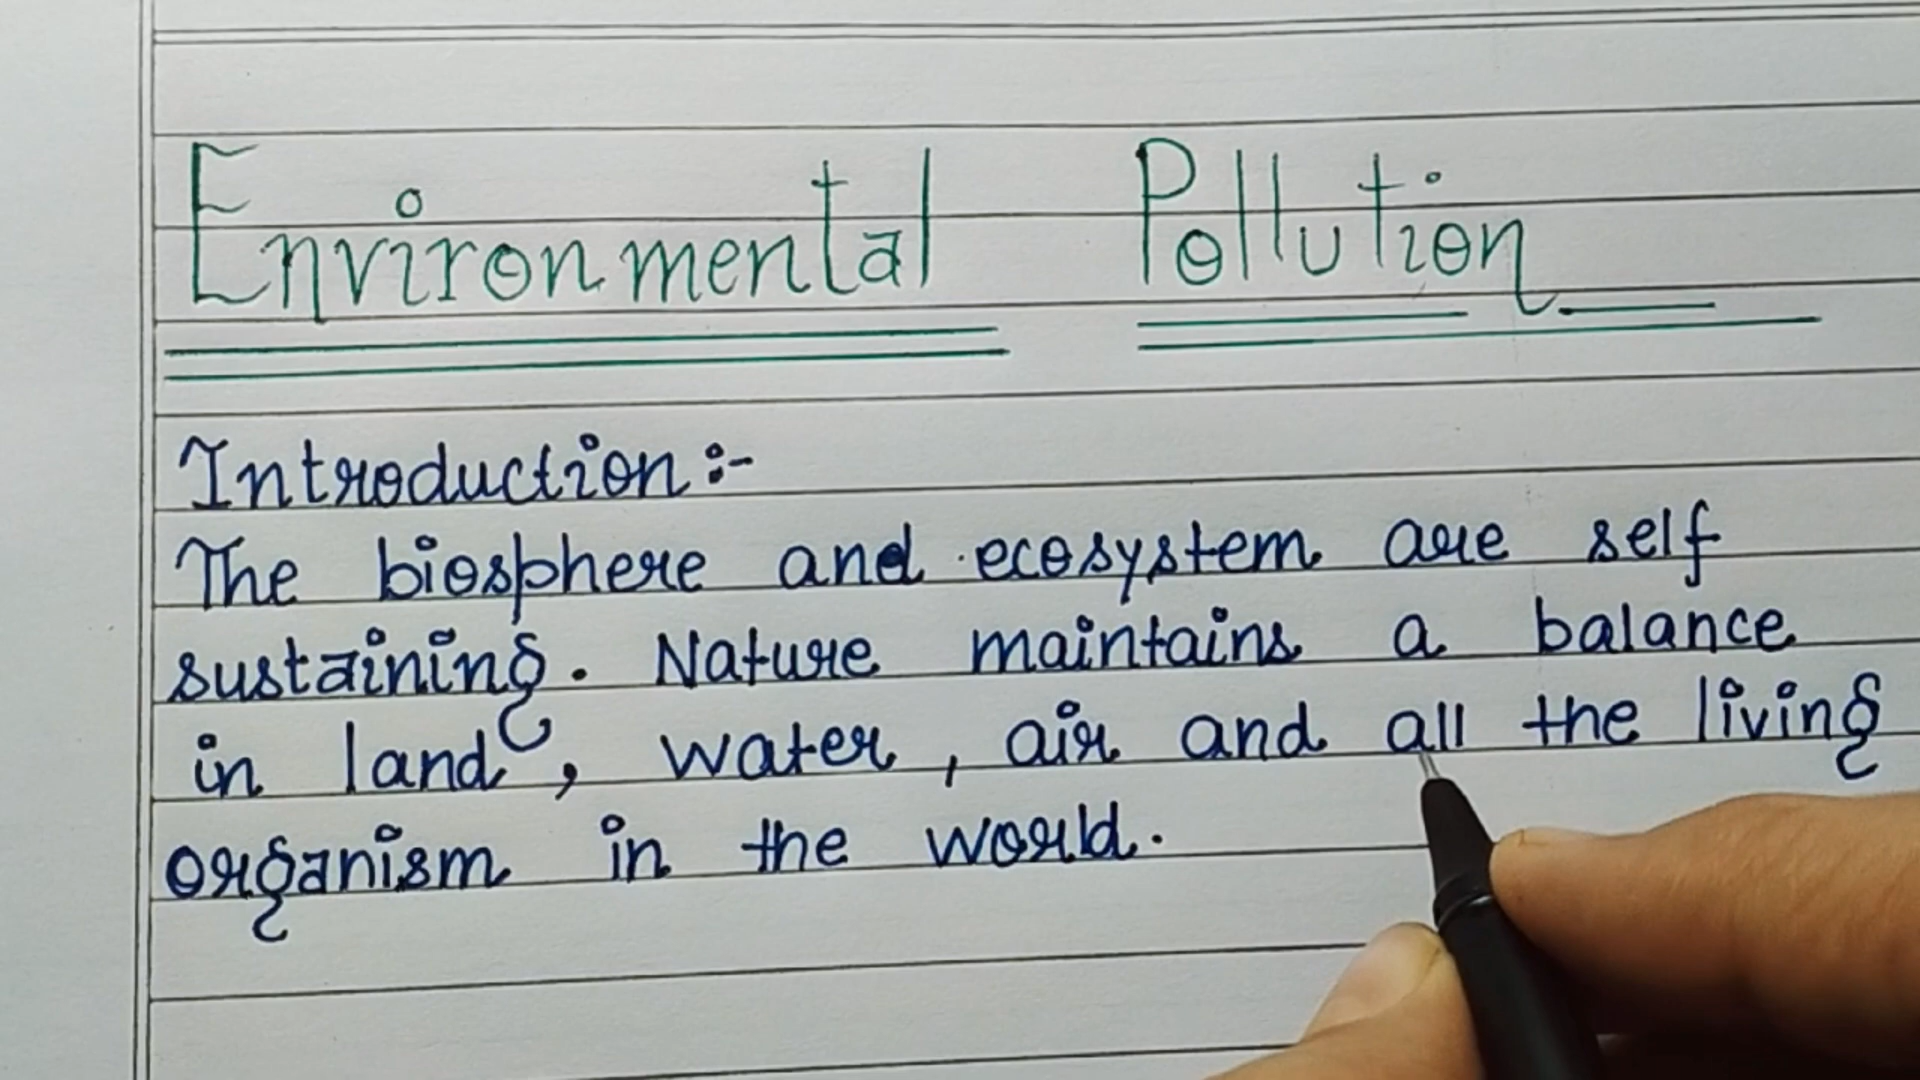 Environmental Pollution
Introduction:-
The biosphere and ecosystem are self
sustaining. Nature maintains a balance
in land, water, air and all the living
organism in the world.